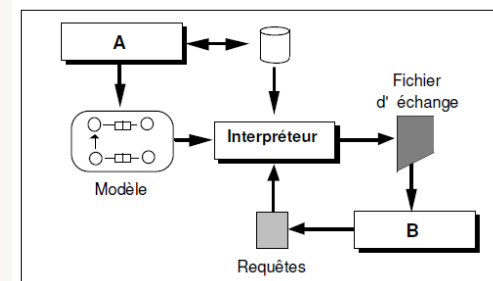 A
Fichier
d' échange
Interpréteur
Modèle
B
Requêtes